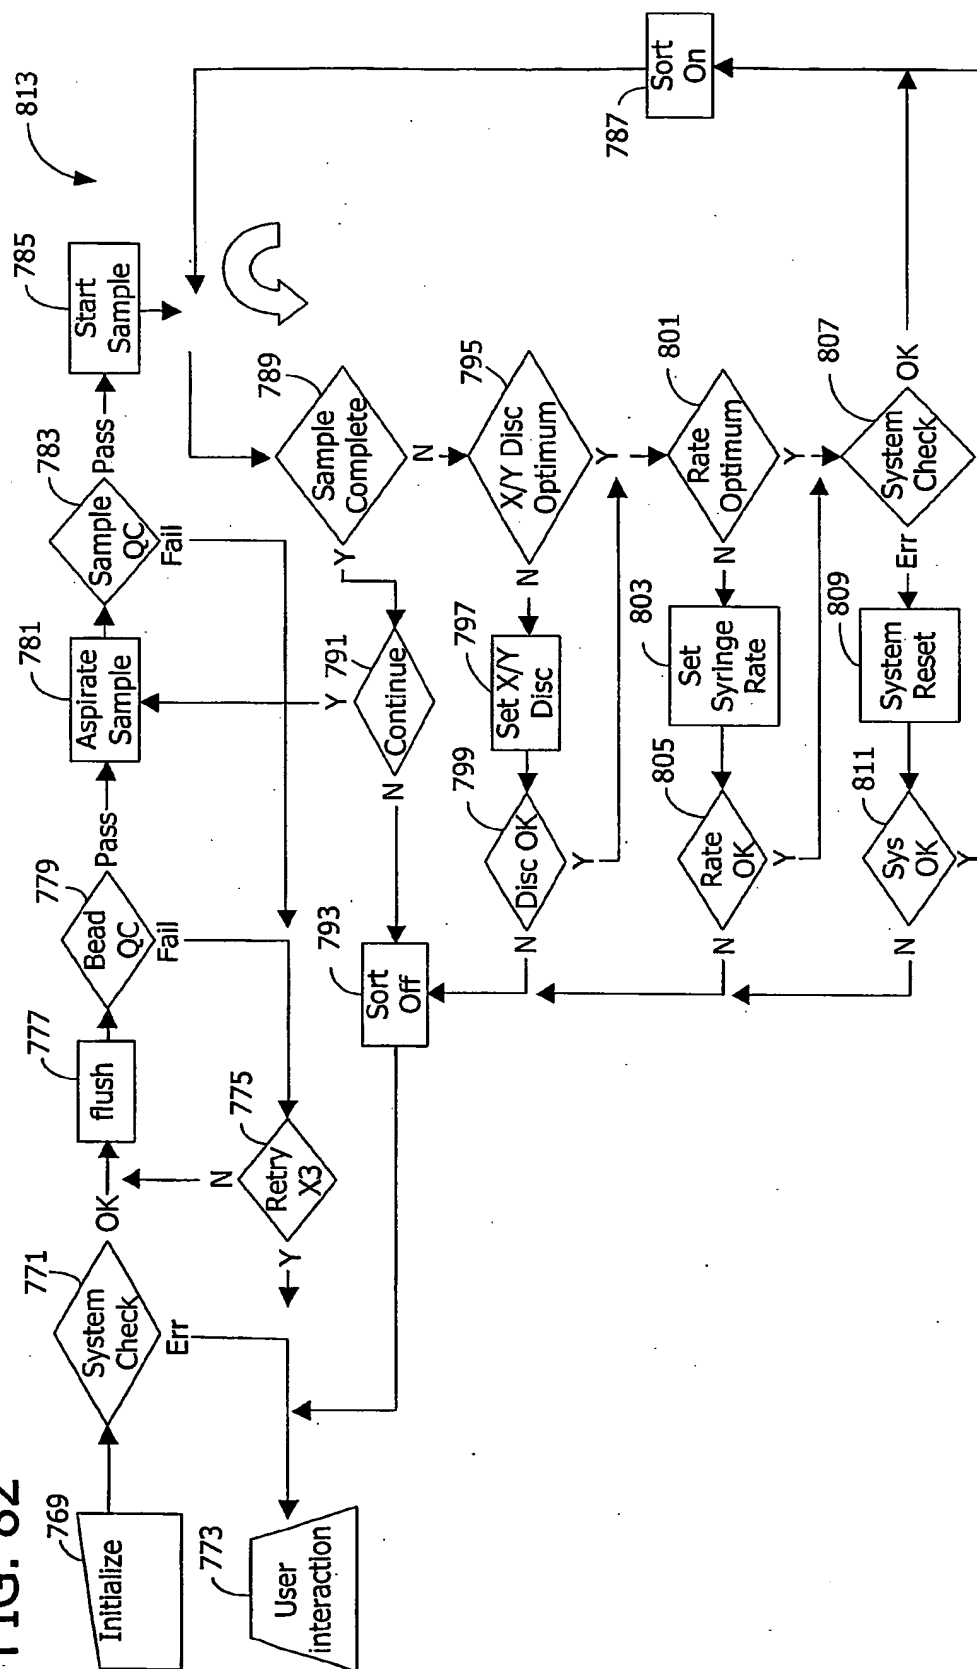 FIG. 82
769
Initialize
771
System
Check
OK
Err
777
flush
779
Bead
QC
Pass
Fail
781
Aspirate
Sample
783
Sample
QC
Pass
Fail
785
Start
Sample
813
773
User
interaction
Y
775
Retry
X3
N
793
Sort
Off
N
791
Continue
Y
Y
789
Sample
Complete
N
N
799
Disc OK
Y
797
Set X/Y
Disc
N
795
X/Y Disc
Optimum
Y
N
805
Rate
OK
Y
803
Set
Syringe
Rate
N
801
Rate
Optimum
Y
N
811
Sys
OK
Y
809
System
Reset
Err
807
System
Check
OK
787
Sort
On